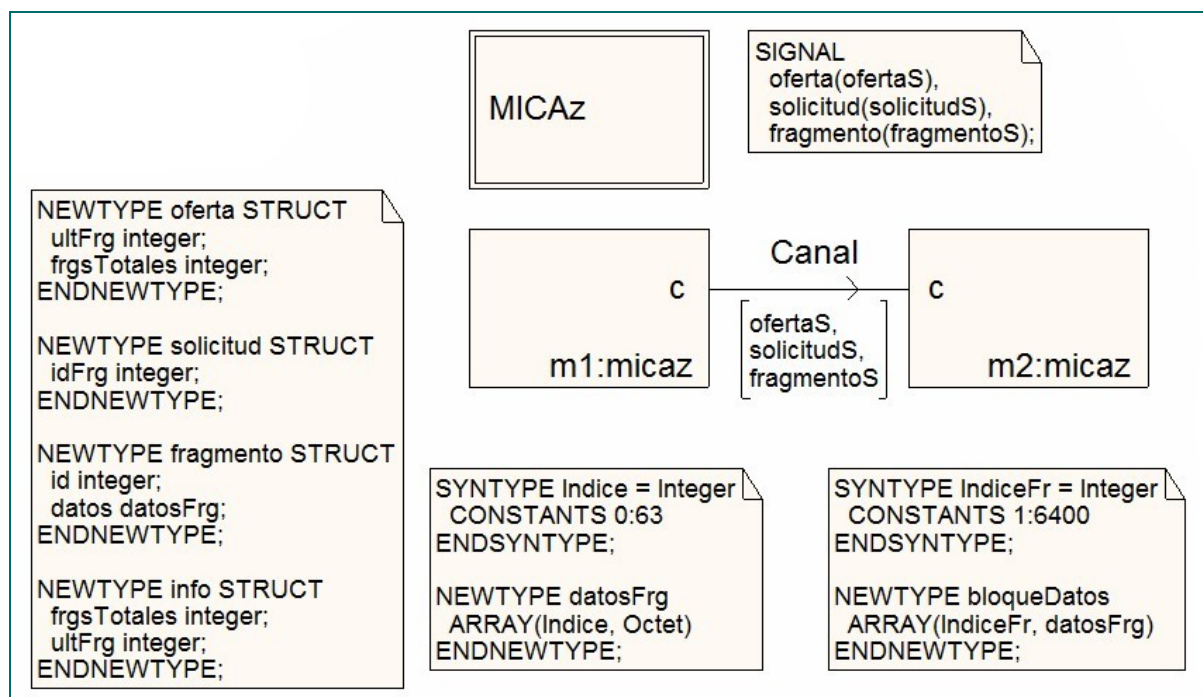 MICAz
SIGNAL
oferta(ofertaS),
solicitud(solicitudS),
fragmento(fragmentoS);
NEWTYPE oferta STRUCT
ultFrg integer;
frgsTotales integer;
ENDNEWTYPE;
NEWTYPE solicitud STRUCT
idFrg integer;
ENDNEWTYPE;
NEWTYPE fragmento STRUCT
id integer;
datos datosFrg;
ENDNEWTYPE;
NEWTYPE info STRUCT
frgsTotales integer;
ultFrg integer;
ENDNEWTYPE;
c
m1:micaz
Canal
ofertaS,
solicitudS,
fragmentoS
c
m2:micaz
SYNTYPE Indice = Integer
CONSTANTS 0:63
ENDSYNTYPE;
NEWTYPE datosFrg
ARRAY(Indice, Octet)
ENDNEWTYPE;
SYNTYPE IndiceFr = Integer
CONSTANTS 1:6400
ENDSYNTYPE;
NEWTYPE bloqueDatos
ARRAY(IndiceFr, datosFrg)
ENDNEWTYPE;